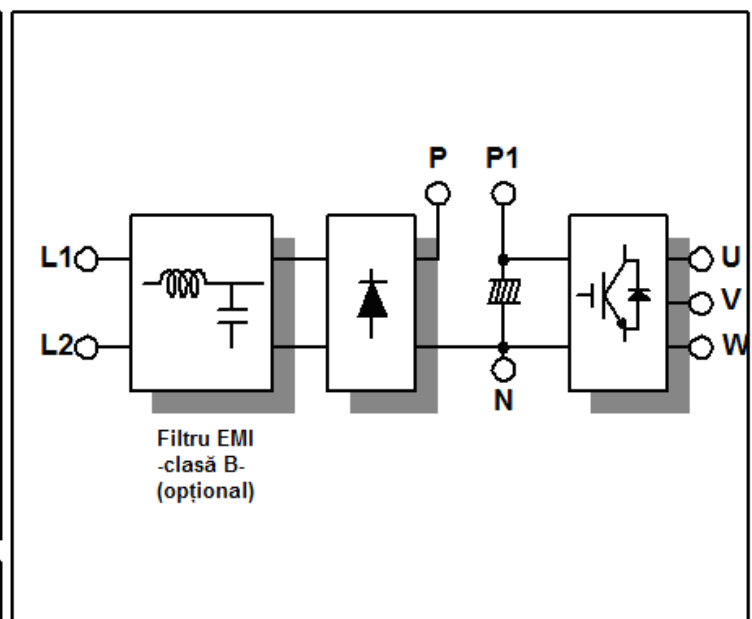 P P1
L1 U
V
L2 W
N
Filtru EMI
-clasă B-
(opțional)